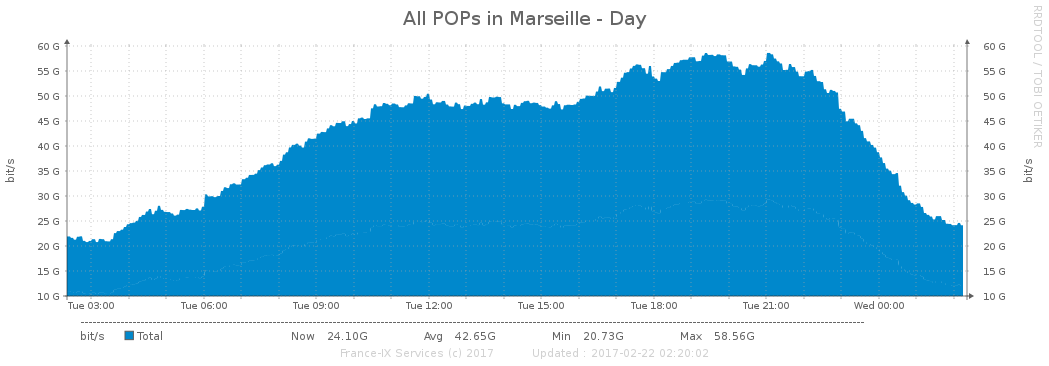 All POPs in Marseille - Day
RRDTOOL / TOBI OETIKER
60 G 60 G
55 G 55 G
50 G 50 G
45 G 45 G
40 G 40 G
35 G 35 G
30 G 30 G
25 G 25 G
20 G 20 G
15 G 15 G
10 G 10 G
bit/s bit/s
Tue 03:00 Tue 06:00 Tue 09:00 Tue 12:00 Tue 15:00 Tue 18:00 Tue 21:00 Wed 00:00
bit/s Total Now 24.10G Avg 42.65G Min 20.73G Max 58.56G
France-IX Services (c) 2017 Updated : 2017-02-22 02:20:02